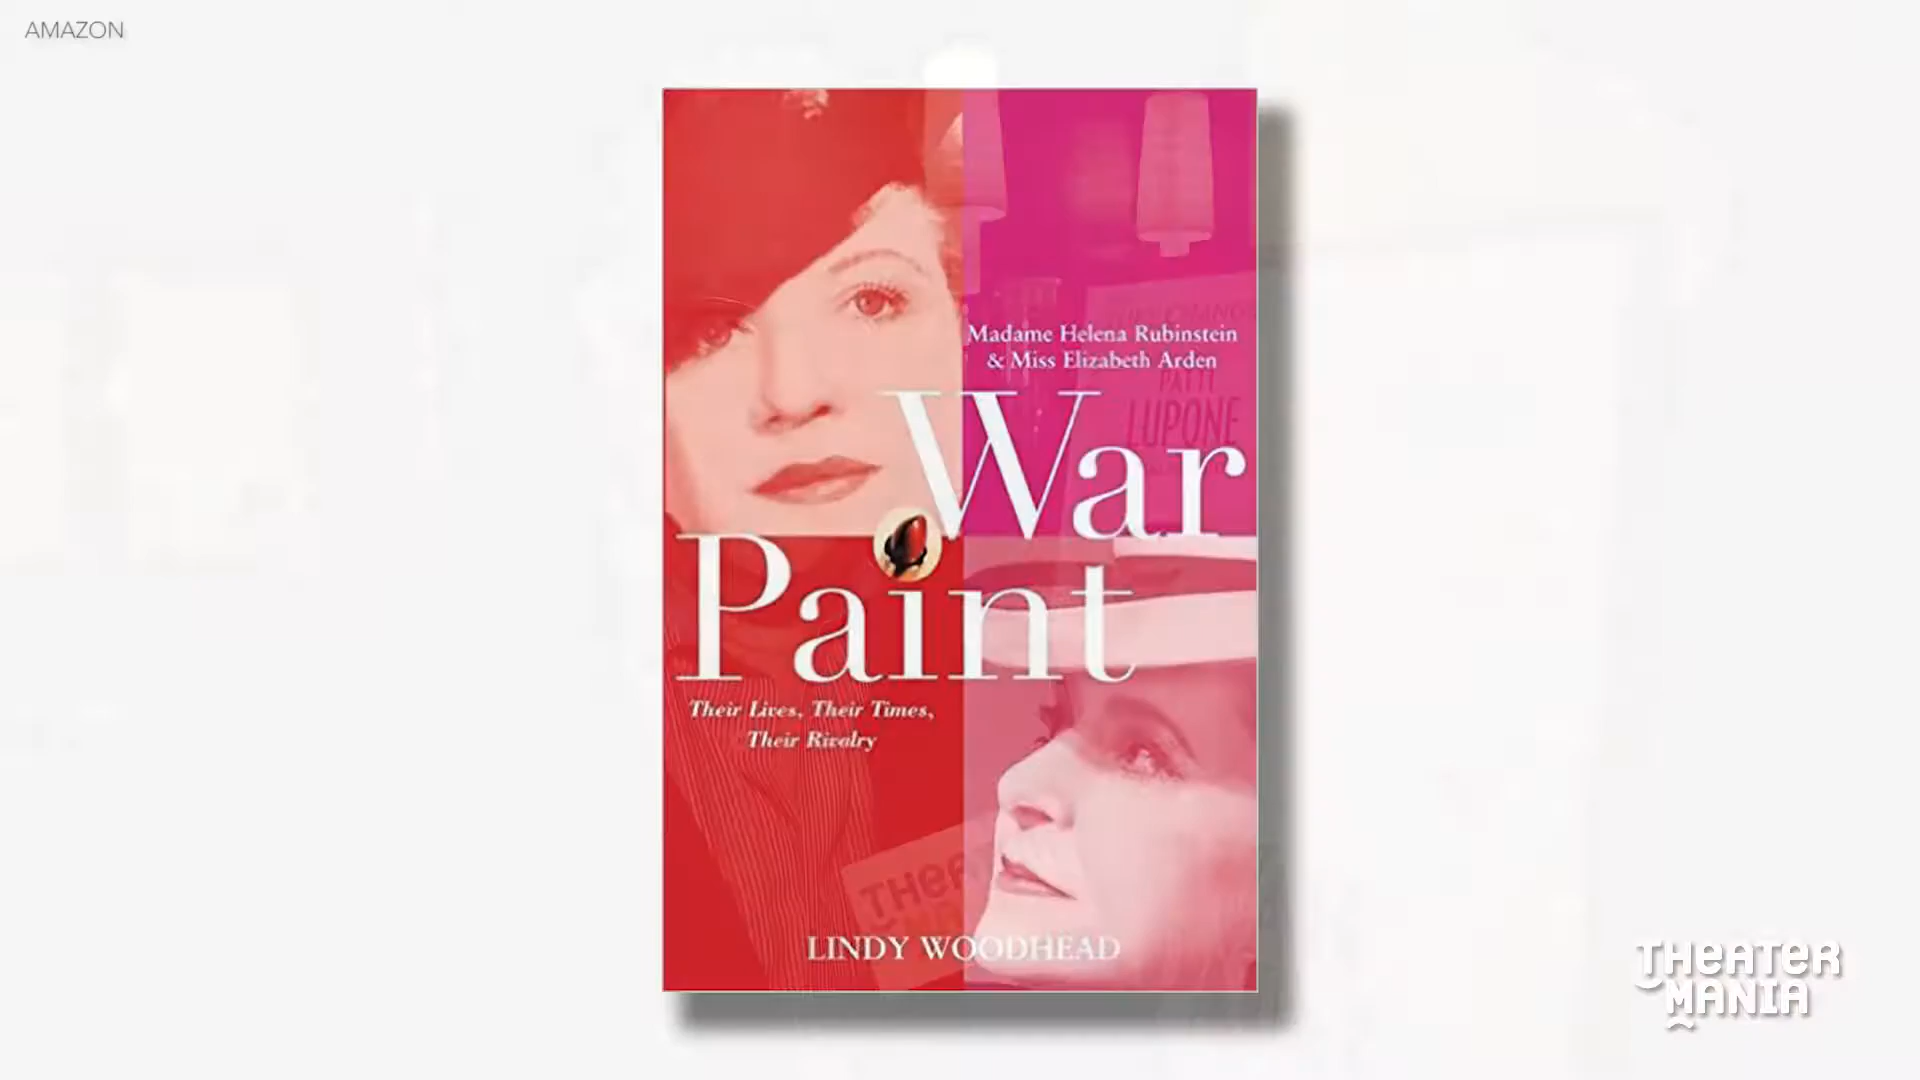 AMAZON
Madame Helena Rubinstein
& Miss Elizabeth Arden
PATTI
LUPONE
War
Paint
Their Lives, Their Times,
Their Rivalry
LINDY WOODHEAD
THEATER
MANIA